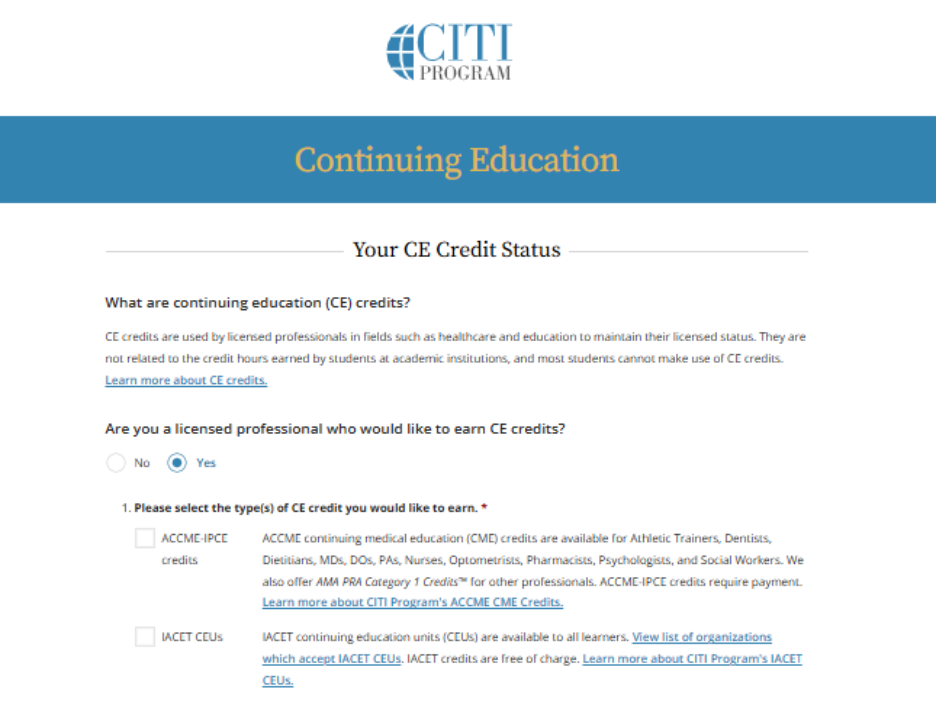 CITI
PROGRAM
Continuing Education
Your CE Credit Status
What are continuing education (CE) credits?
CE credits are used by licensed professionals in fields such as healthcare and education to maintain their licensed status. They are
not related to the credit hours earned by students at academic institutions, and most students cannot make use of CE credits.
Learn more about CE credits.
Are you a licensed professional who would like to earn CE credits?
No Yes
1. Please select the type(s) of CE credit you would like to earn. *
ACCME-IPCE credits
ACCME continuing medical education (CME) credits are available for Athletic Trainers, Dentists,
Dietitians, MDs, DOs, PAs, Nurses, Optometrists, Pharmacists, Psychologists, and Social Workers. We
also offer AMA PRA Category 1 Credits™ for other professionals. ACCME-IPCE credits require payment.
Learn more about CITI Program's ACCME CME Credits.
IACET CEUs
IACET continuing education units (CEUs) are available to all learners. View list of organizations
which accept IACET CEUs. IACET credits are free of charge. Learn more about CITI Program's IACET
CEUs.